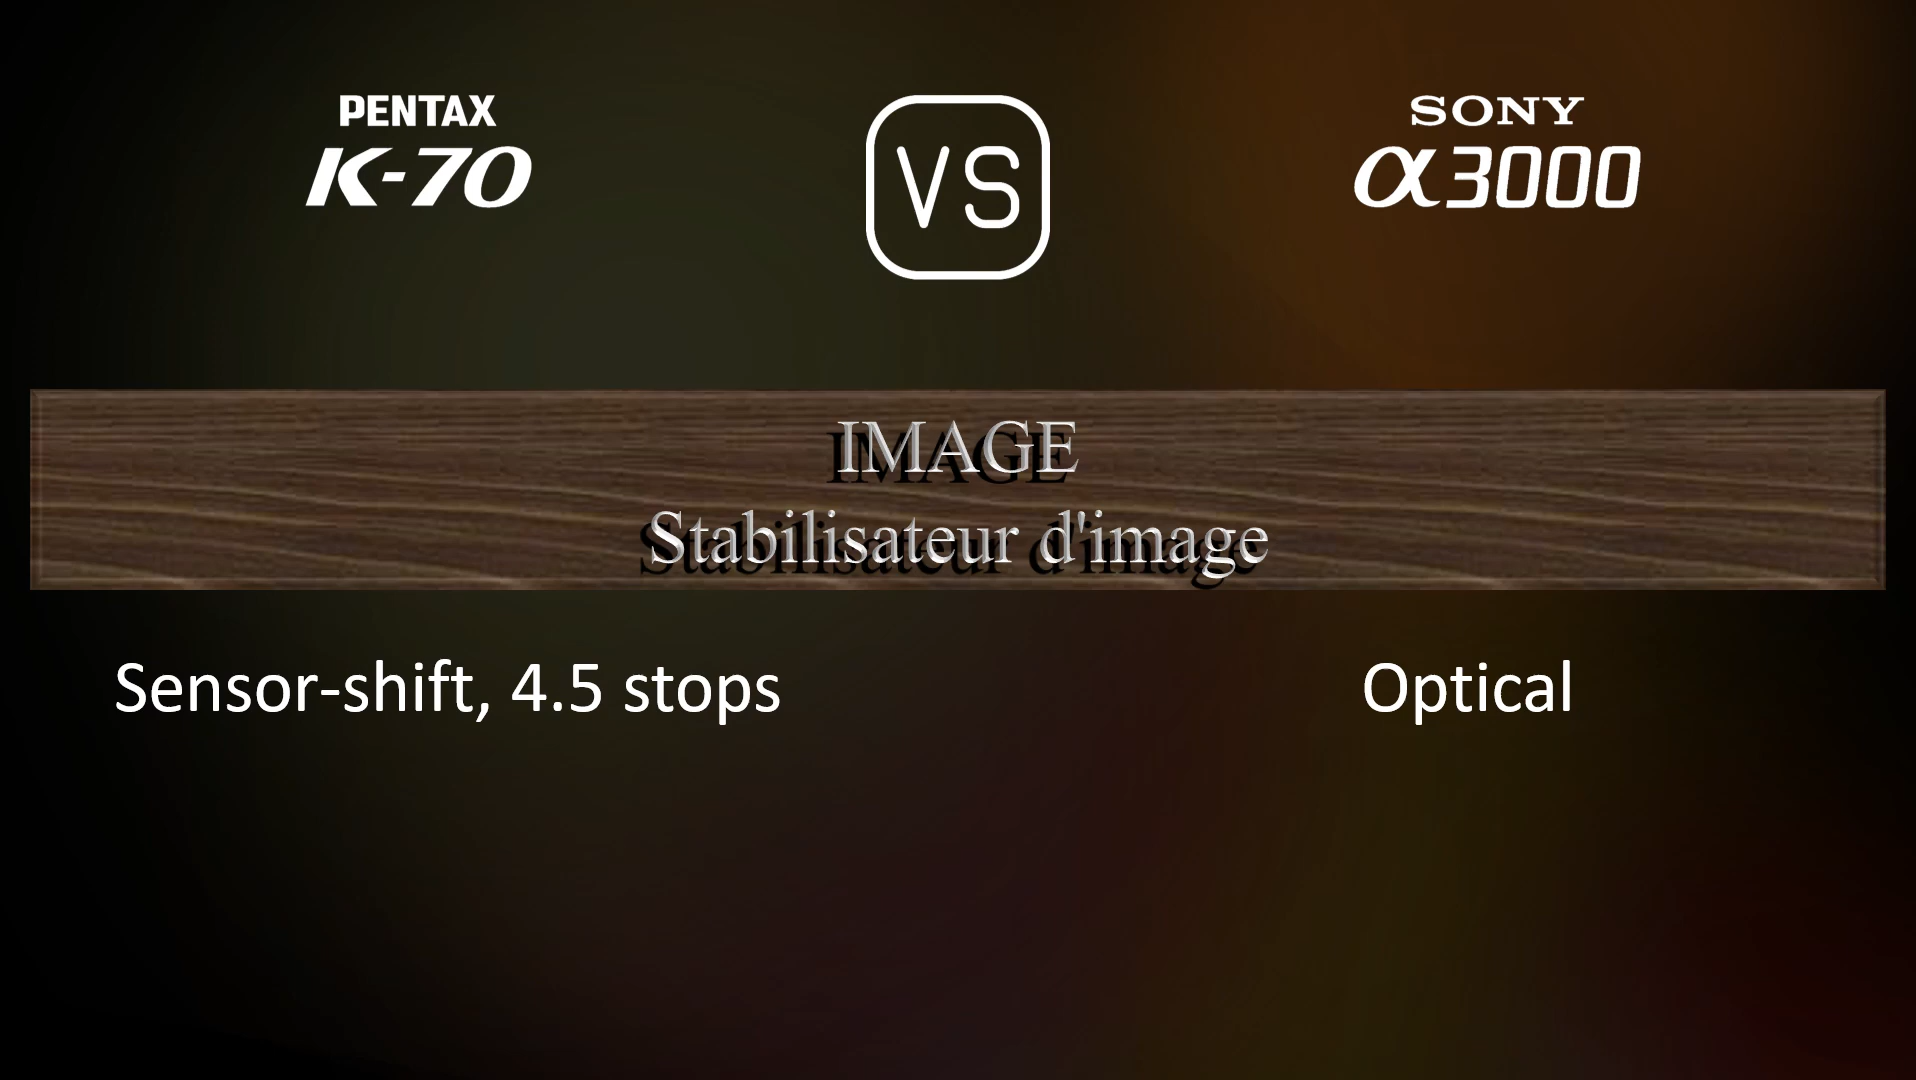 PENTAX
K-70
VS
SONY
α3000
IMAGE
Stabilisateur d'image
Sensor-shift, 4.5 stops
Optical